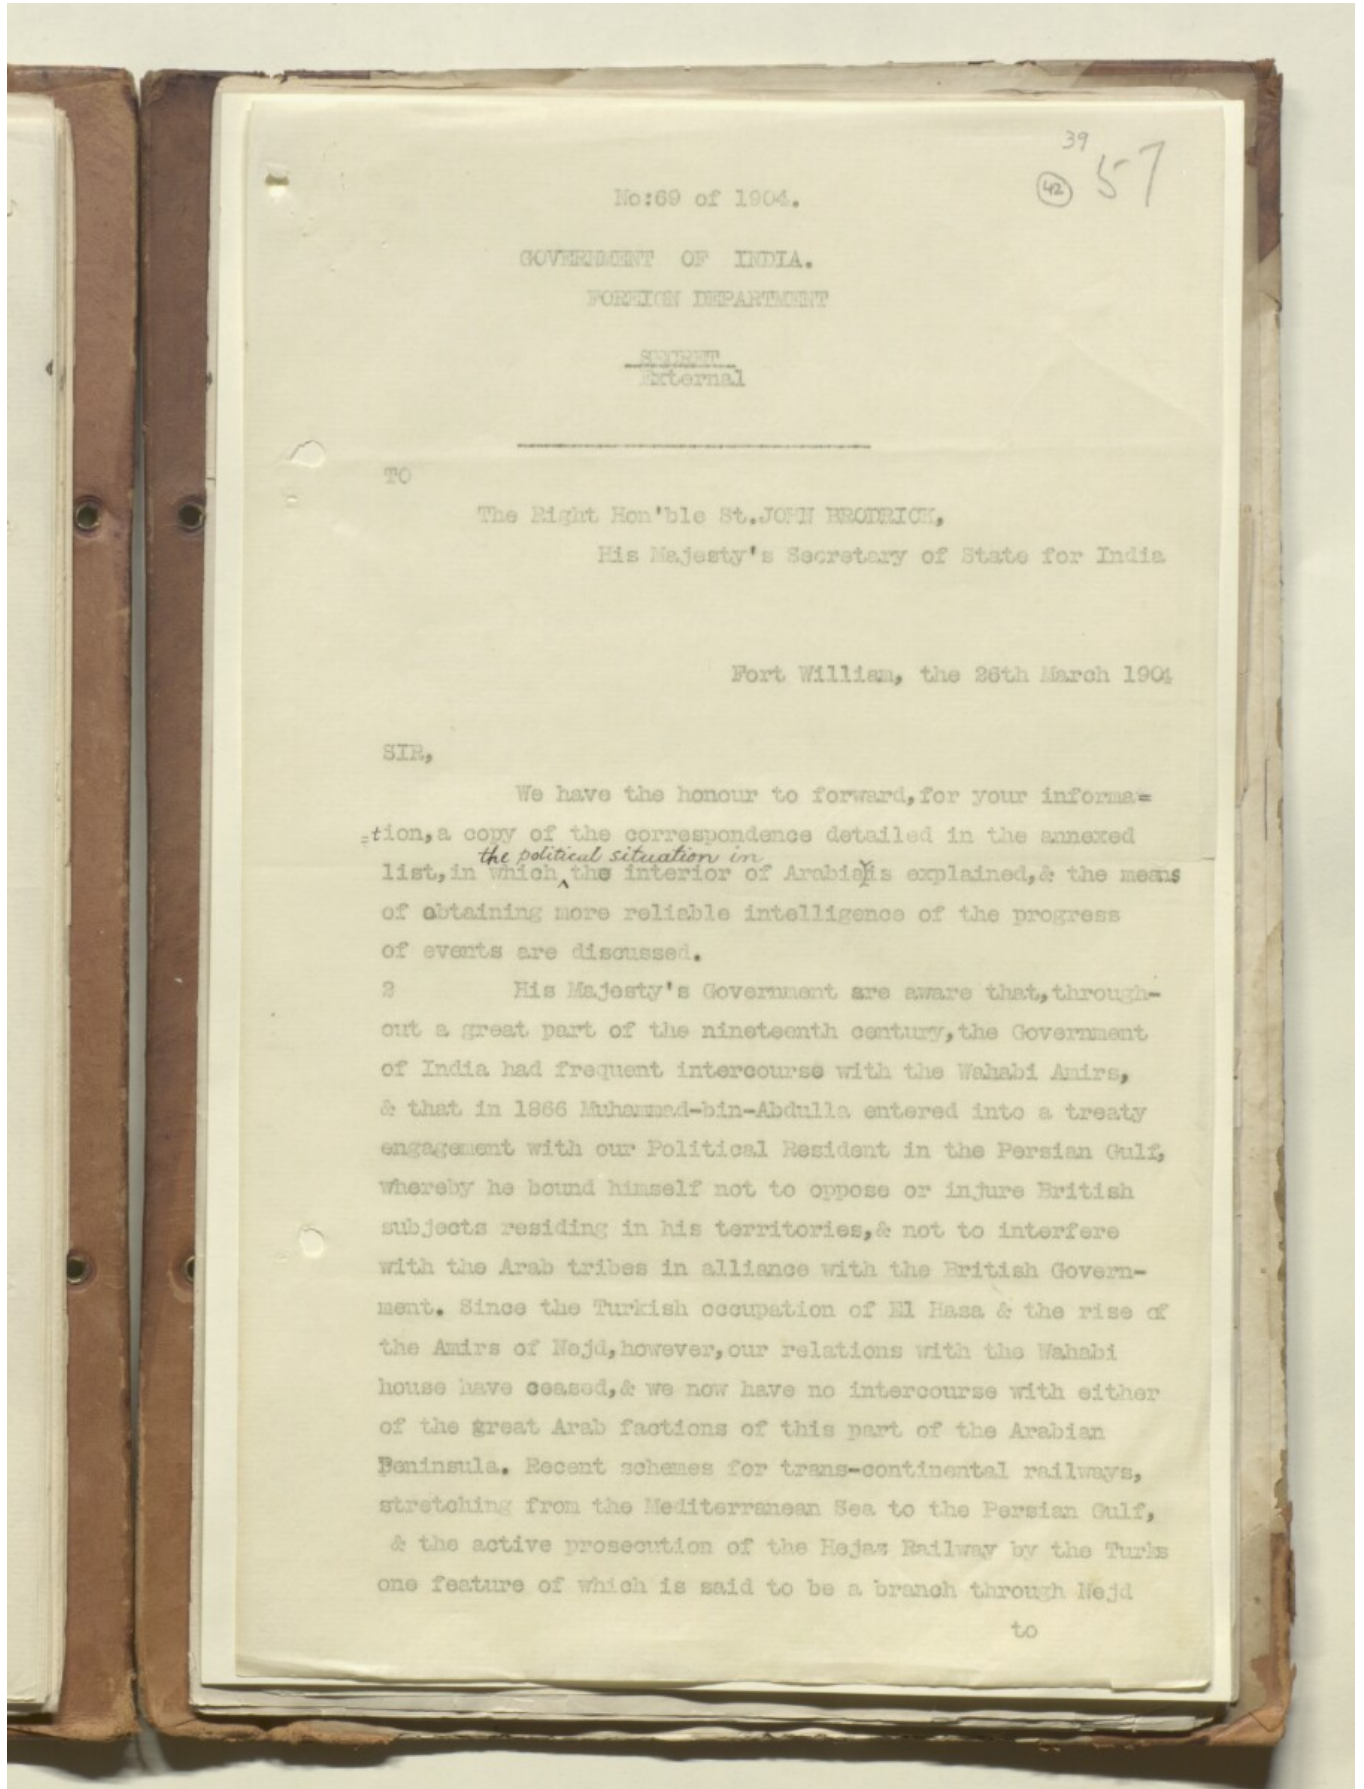 39
42 57
No:69 of 1904.
GOVERNMENT OF INDIA.
FOREIGN DEPARTMENT
SECRET
External
TO
The Right Hon'ble St.JOHN BRODRICK,
His Majesty's Secretary of State for India
Fort William, the 26th March 1904
SIR,
We have the honour to forward,for your informa=
=tion,a copy of the correspondence detailed in the annexed
the political situation in
list,in which ^ the interior of Arabia is explained,& the means
of obtaining more reliable intelligence of the progress
of events are discussed.
2 His Majesty's Government are aware that,through-
out a great part of the nineteenth century,the Government
of India had frequent intercourse with the Wahabi Amirs,
& that in 1866 Muhammad-bin-Abdulla entered into a treaty
engagement with our Political Resident in the Persian Gulf,
whereby he bound himself not to oppose or injure British
subjects residing in his territories,& not to interfere
with the Arab tribes in alliance with the British Govern-
ment. Since the Turkish occupation of El Hasa & the rise of
the Amirs of Nejd,however,our relations with the Wahabi
house have ceased,& we now have no intercourse with either
of the great Arab factions of this part of the Arabian
Peninsula. Recent schemes for trans-continental railways,
stretching from the Mediterranean Sea to the Persian Gulf,
& the active prosecution of the Hejaz Railway by the Turks
one feature of which is said to be a branch through Nejd
to